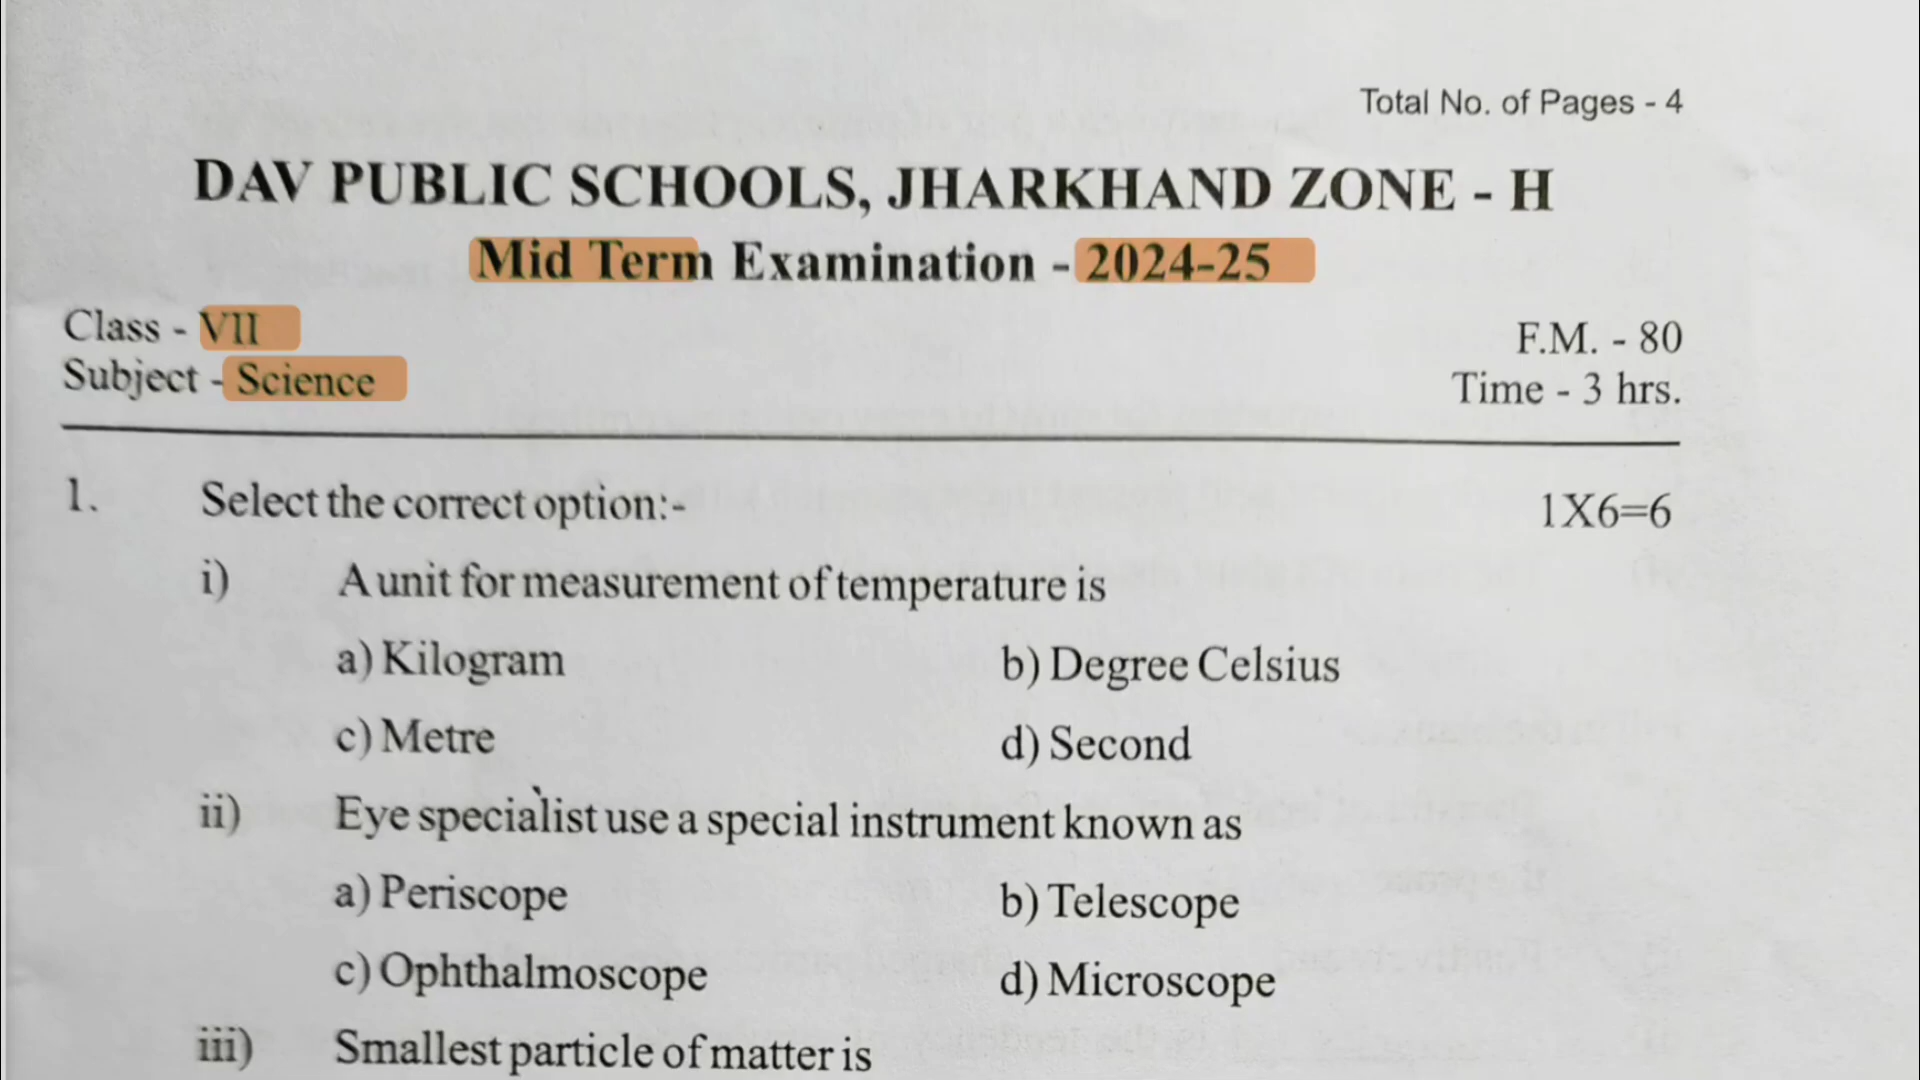 Total No. of Pages - 4
DAV PUBLIC SCHOOLS, JHARKHAND ZONE - H
Mid Term Examination - 2024-25
Class - VII
F.M. - 80
Subject - Science
Time - 3 hrs.
1. Select the correct option:- 1X6=6
i) A unit for measurement of temperature is
a) Kilogram b) Degree Celsius
c) Metre d) Second
ii) Eye specialist use a special instrument known as
a) Periscope b) Telescope
c) Ophthalmoscope d) Microscope
iii) Smallest particle of matter is